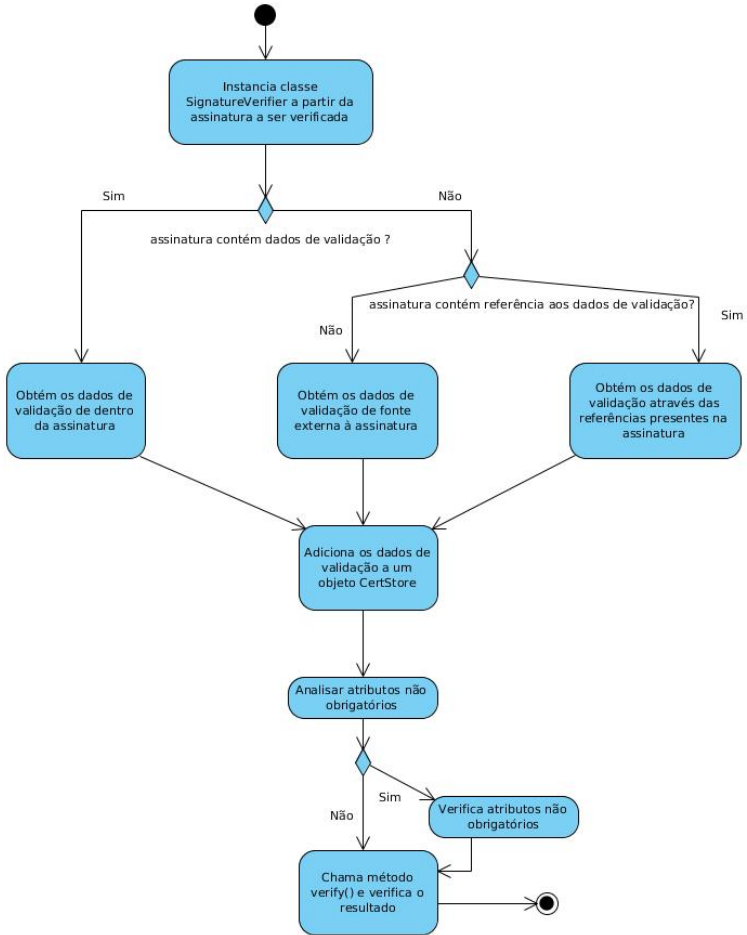 Instancia classe
SignatureVerifier a partir da
assinatura a ser verificada
Sim
Não
assinatura contém dados de validação ?
assinatura contém referência aos dados de validação?
Não
Sim
Obtém os dados de
validação de dentro
da assinatura
Obtém os dados de
validação de fonte
externa à assinatura
Obtém os dados de
validação através das
referências presentes na
assinatura
Adiciona os dados de
validação a um
objeto CertStore
Analisar atributos não
obrigatórios
Sim
Não
Verifica atributos não
obrigatórios
Chama método
verify() e verifica o
resultado